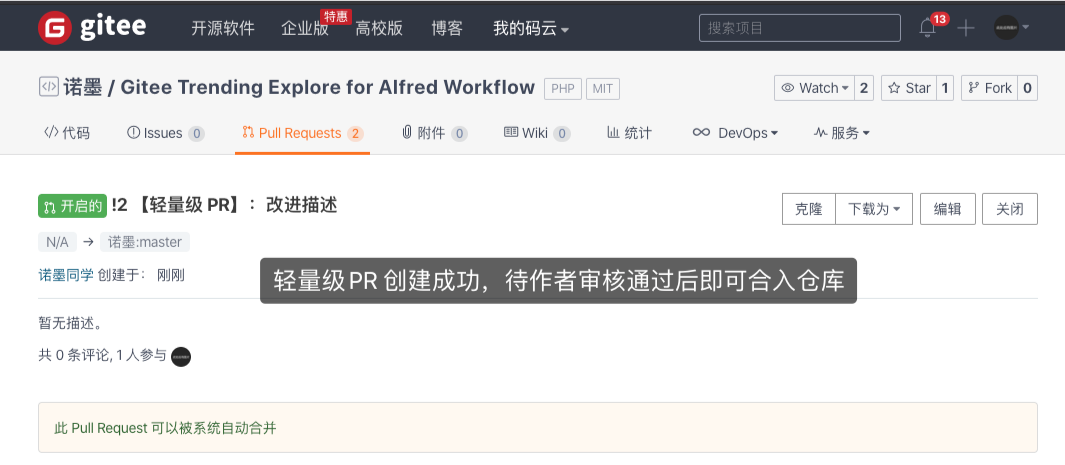 gitee 开源软件 企业版 特惠 高校版 博客 我的码云 搜索项目 13
诺墨 / Gitee Trending Explore for Alfred Workflow PHP MIT Watch 2 Star 1 Fork 0
代码 Issues 0 Pull Requests 2 附件 0 Wiki 0 统计 DevOps 服务
开启的 !2 【轻量级 PR】： 改进描述 克隆 下载为 编辑 关闭
N/A → 诺墨:master
诺墨同学 创建于： 刚刚
轻量级 PR 创建成功，待作者审核通过后即可合入仓库
暂无描述。
共 0 条评论, 1 人参与
此 Pull Request 可以被系统自动合并